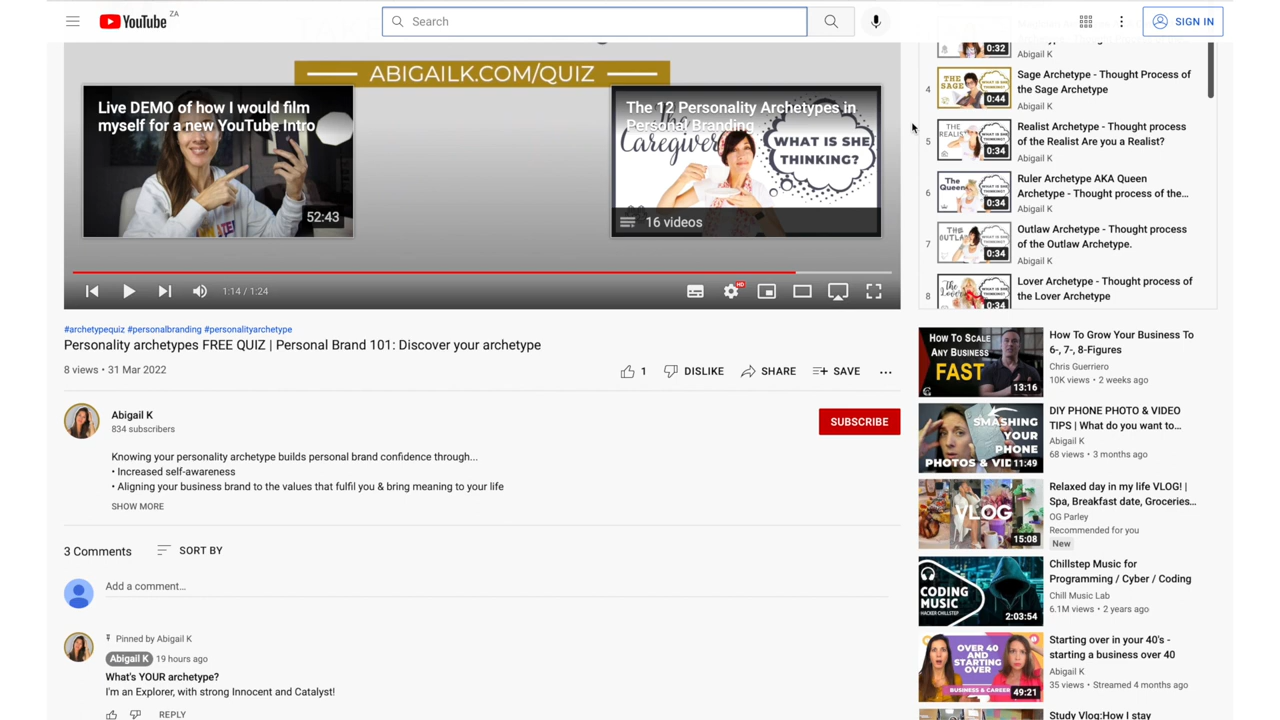 YouTube ZA
Search
SIGN IN
ABIGAILK.COM/QUIZ
Live DEMO of how I would film
myself for a new YouTube Intro
52:43
The 12 Personality Archetypes in
Personal Branding
Caregiver
WHAT IS SHE
THINKING?
16 videos
1:14 / 1:24
HD
#archetypequiz #personalbranding #personalityarchetype
Personality archetypes FREE QUIZ | Personal Brand 101: Discover your archetype
8 views • 31 Mar 2022
1
DISLIKE
SHARE
SAVE
Abigail K
834 subscribers
SUBSCRIBE
Knowing your personality archetype builds personal brand confidence through...
• Increased self-awareness
• Aligning your business brand to the values that fulfil you & bring meaning to your life
SHOW MORE
3 Comments
SORT BY
Add a comment...
Pinned by Abigail K
Abigail K 19 hours ago
What's YOUR archetype?
I'm an Explorer, with strong Innocent and Catalyst!
REPLY
0:32
Abigail K
4
THE SAGE
0:44
Sage Archetype - Thought Process of
the Sage Archetype
Abigail K
5
THE REALIST
0:34
Realist Archetype - Thought process
of the Realist Are you a Realist?
Abigail K
6
The Queen
0:34
Ruler Archetype AKA Queen
Archetype - Thought process of the...
Abigail K
7
THE OUTLAW
0:34
Outlaw Archetype - Thought process
of the Outlaw Archetype.
Abigail K
8
The Lover
0:34
Lover Archetype - Thought process of
the Lover Archetype
HOW TO SCALE
ANY BUSINESS
FAST
13:16
How To Grow Your Business To
6-, 7-, 8-Figures
Chris Guerriero
10K views • 2 weeks ago
SMASHING
YOUR
PHONE
PHOTOS & VID
11:49
DIY PHONE PHOTO & VIDEO
TIPS | What do you want to...
Abigail K
68 views • 3 months ago
VLOG
15:08
Relaxed day in my life VLOG! |
Spa, Breakfast date, Groceries...
OG Parley
Recommended for you
New
CODING
MUSIC
HACKER CHILLSTEP
2:03:54
Chillstep Music for
Programming / Cyber / Coding
Chill Music Lab
6.1M views • 2 years ago
OVER 40
AND
STARTING
OVER
BUSINESS & CAREER
49:21
Starting over in your 40's -
starting a business over 40
Abigail K
35 views • Streamed 4 months ago
Study Vlog:How I stay